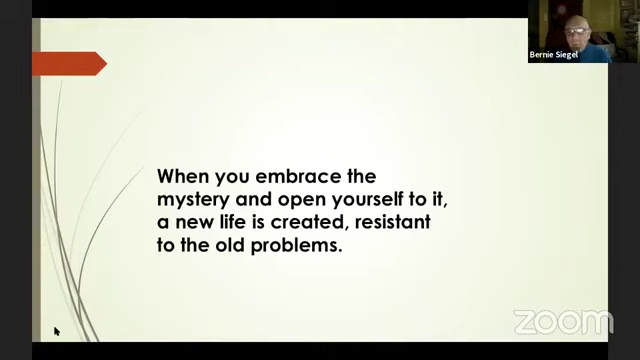 Bernie Siegel
When you embrace the
mystery and open yourself to it,
a new life is created, resistant
to the old problems.
zoom